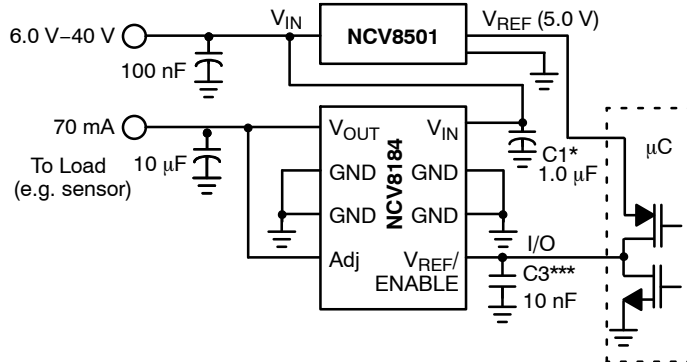 6.0 V−40 V
V_IN
NCV8501
V_REF (5.0 V)
100 nF
70 mA
10 μF
To Load
(e.g. sensor)
V_OUT
V_IN
GND
GND
GND
GND
NCV8184
Adj
V_REF/
ENABLE
C1*
1.0 μF
μC
I/O
C3***
10 nF